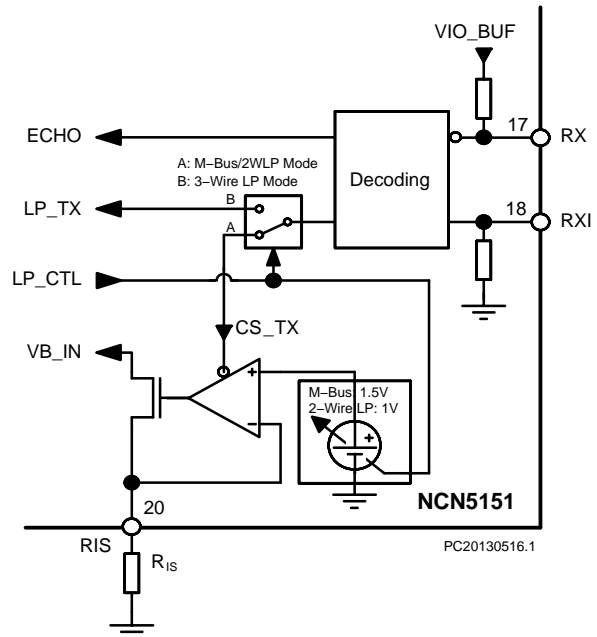 VIO_BUF
17
ECHO
RX
A: M–Bus/2WLP Mode
B: 3–Wire LP Mode
Decoding
B
LP_TX
18
A
RXI
LP_CTL
CS_TX
VB_IN
+
M–Bus: 1.5V
2–Wire LP: 1V
+
–
NCN5151
20
RIS
PC20130516.1
RIS